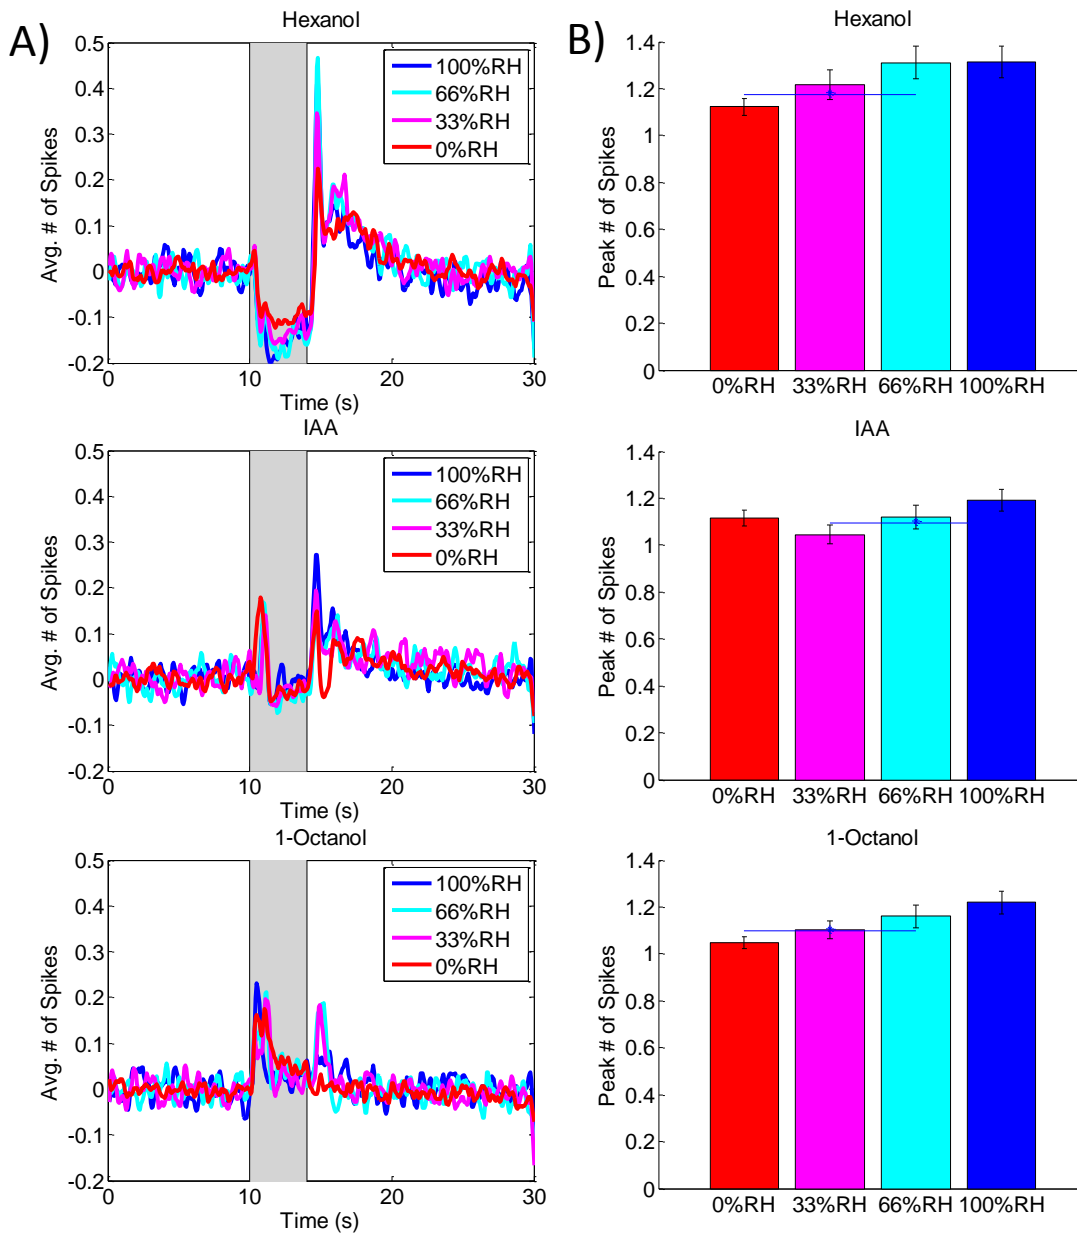 A)
Hexanol
0.5
0.4
0.3
0.2
0.1
0
-0.1
-0.2
Avg. # of Spikes
100%RH
66%RH
33%RH
0%RH
0 10 20 30
Time (s)
IAA
0.5
0.4
0.3
0.2
0.1
0
-0.1
-0.2
Avg. # of Spikes
100%RH
66%RH
33%RH
0%RH
0 10 20 30
Time (s)
1-Octanol
0.5
0.4
0.3
0.2
0.1
0
-0.1
-0.2
Avg. # of Spikes
100%RH
66%RH
33%RH
0%RH
0 10 20 30
Time (s)
B)
Hexanol
1.4
1.2
1
0.8
0.6
0.4
0.2
0
Peak # of Spikes
0%RH 33%RH 66%RH 100%RH
IAA
1.4
1.2
1
0.8
0.6
0.4
0.2
0
Peak # of Spikes
0%RH 33%RH 66%RH 100%RH
1-Octanol
1.4
1.2
1
0.8
0.6
0.4
0.2
0
Peak # of Spikes
0%RH 33%RH 66%RH 100%RH